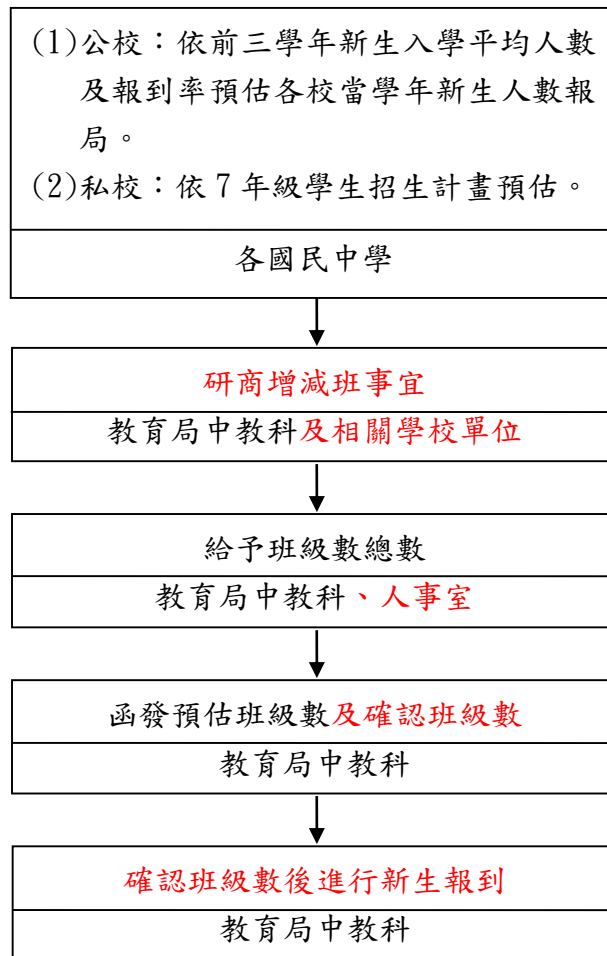 (1)公校：依前三學年新生入學平均人數
及報到率預估各校當學年新生人數報
局。
(2)私校：依7年級學生招生計畫預估。
各國民中學
研商增減班事宜
教育局中教科及相關學校單位
給予班級數總數
教育局中教科、人事室
函發預估班級數及確認班級數
教育局中教科
確認班級數後進行新生報到
教育局中教科